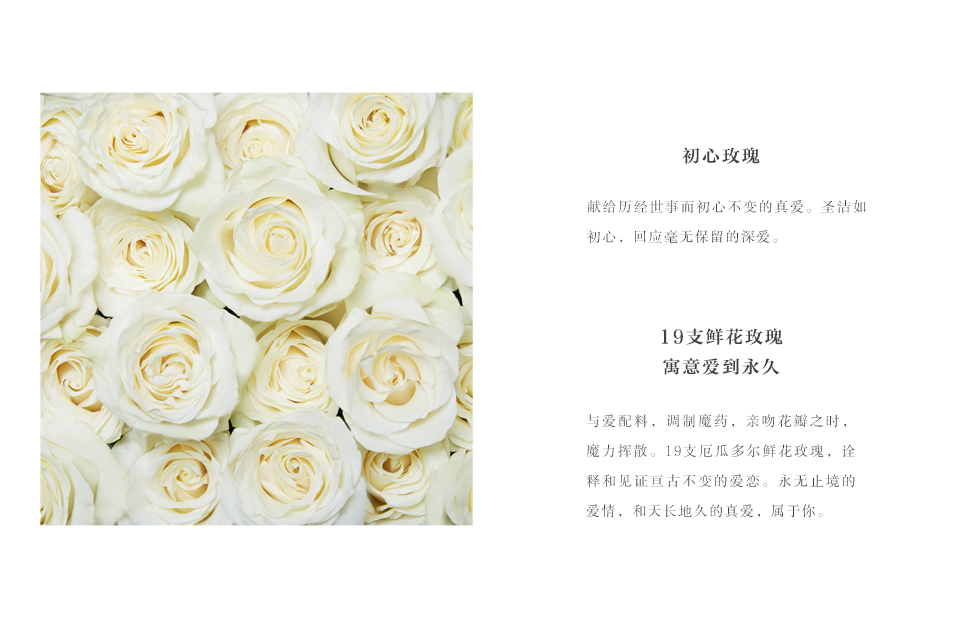 初心玫瑰
献给历经世事而初心不变的真爱。圣洁如
初心，回应毫无保留的深爱。
19支鲜花玫瑰
寓意爱到永久
与爱配料，调制魔药，亲吻花瓣之时，
魔力挥散。19支厄瓜多尔鲜花玫瑰，诠
释和见证亘古不变的爱恋。永无止境的
爱情，和天长地久的真爱，属于你。